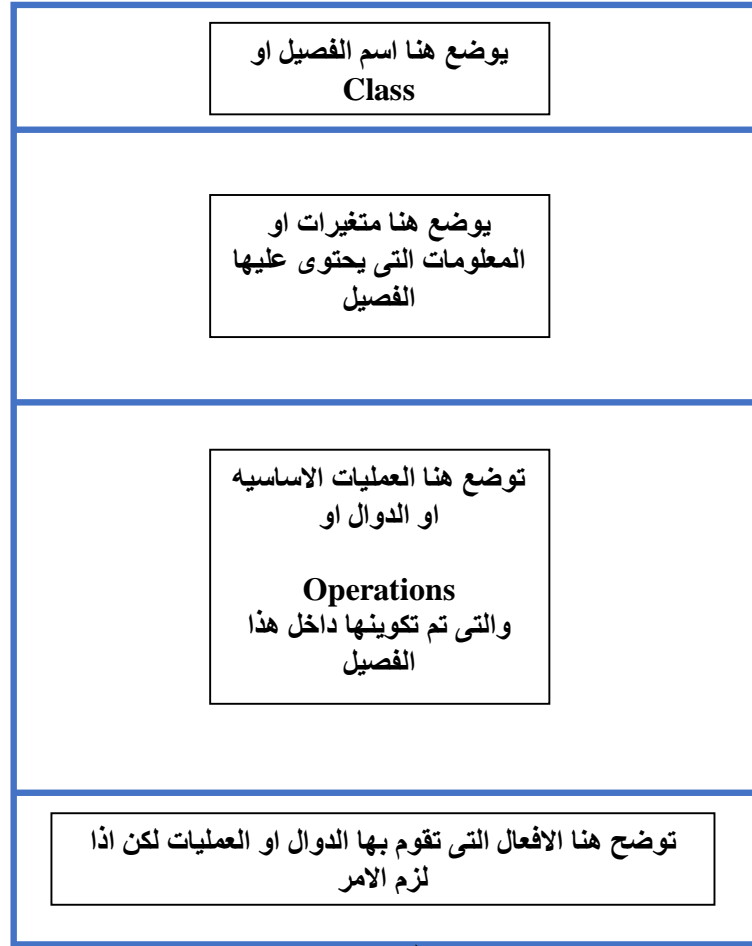 يوضع هنا اسم الفصيل او
Class
يوضع هنا متغيرات او
المعلومات التى يحتوى عليها
الفصيل
توضع هنا العمليات الاساسيه
او الدوال او
Operations
والتى تم تكوينها داخل هذا
الفصيل
توضح هنا الافعال التى تقوم بها الدوال او العمليات لكن اذا
لزم الامر